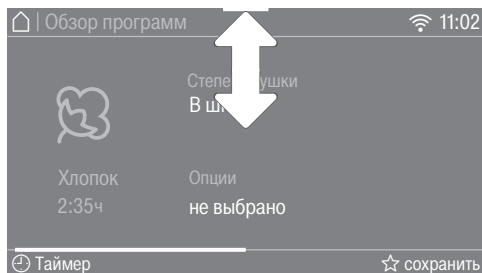 | Обзор программ
11:02
В
Хлопок
Опции
2:35ч
не выбрано
Таймер
сохранить